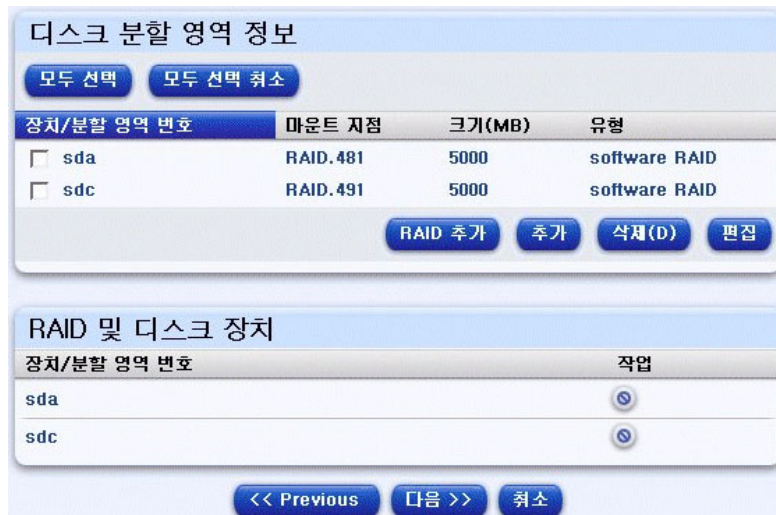 디스크 분할 영역 정보
모두 선택 모두 선택 취소
장치/분할 영역 번호 마운트 지점 크기(MB) 유형
sda RAID.481 5000 software RAID
sdc RAID.491 5000 software RAID
RAID 추가 추가 삭제(D) 편집
RAID 및 디스크 장치
장치/분할 영역 번호 작업
sda
sdc
<< Previous 다음 >> 취소